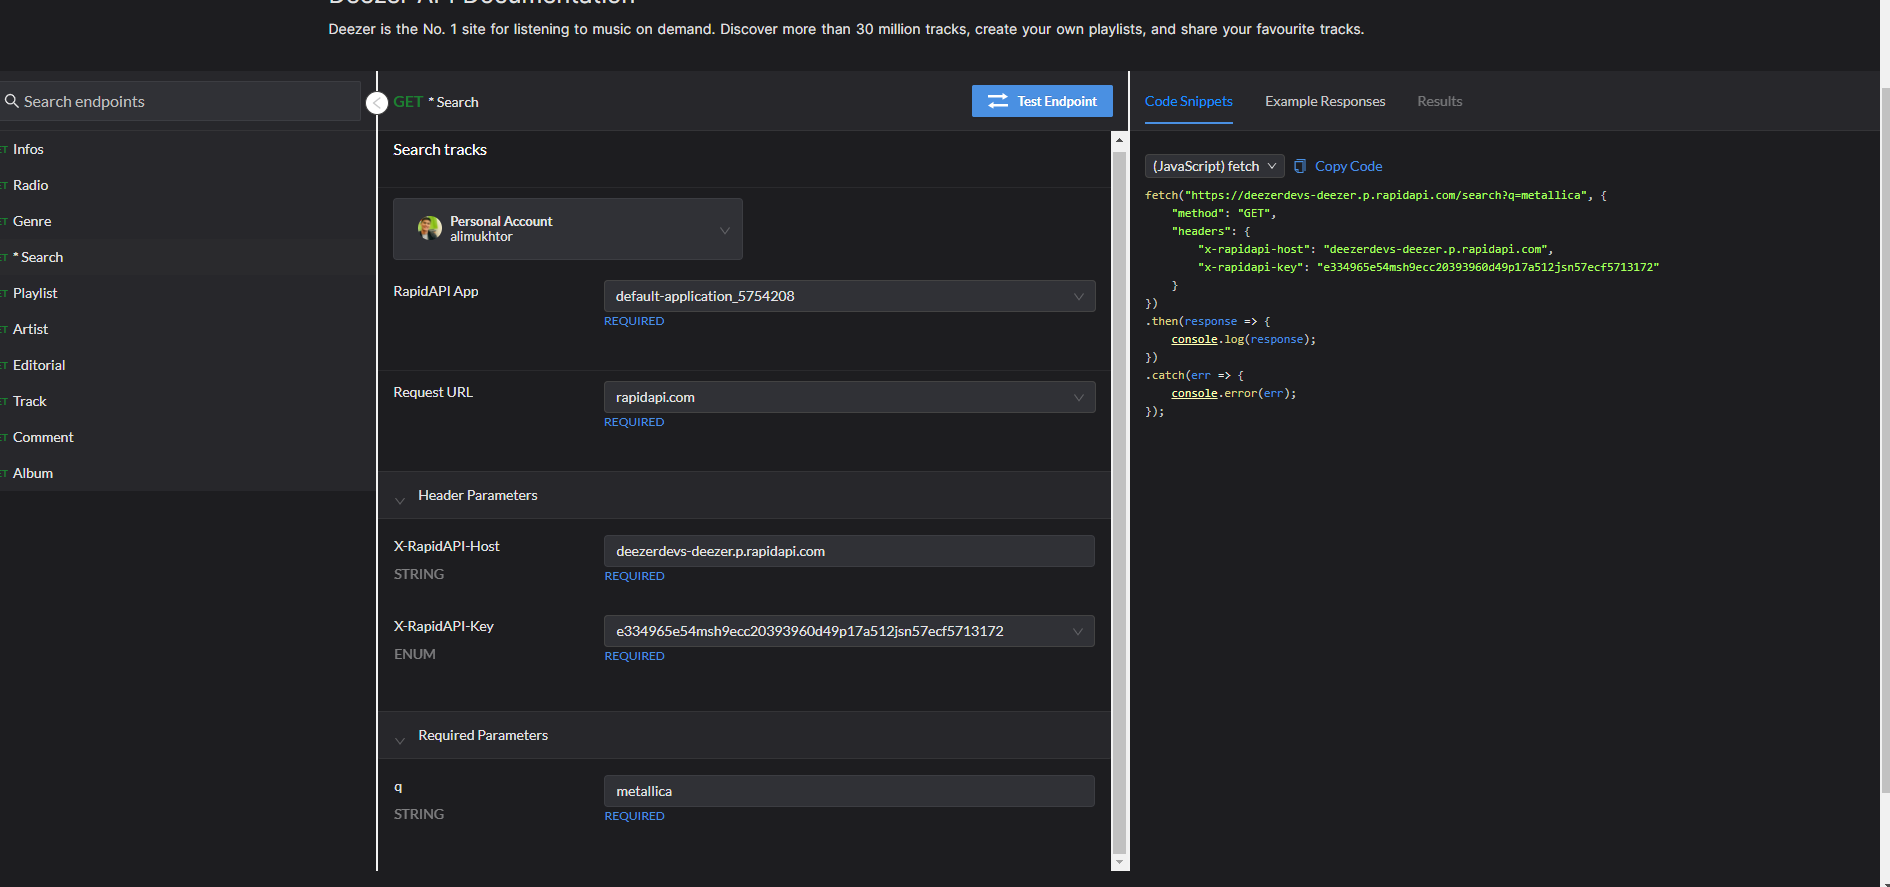 Deezer API Documentation
Deezer is the No. 1 site for listening to music on demand. Discover more than 30 million tracks, create your own playlists, and share your favourite tracks.
Search endpoints
Infos
Radio
Genre
* Search
Playlist
Artist
Editorial
Track
Comment
Album
GET * Search
Test Endpoint
Search tracks
Personal Account
alimukhtor
RapidAPI App
default-application_5754208
REQUIRED
Request URL
rapidapi.com
REQUIRED
Header Parameters
X-RapidAPI-Host
deezerdevs-deezer.p.rapidapi.com
STRING
REQUIRED
X-RapidAPI-Key
e334965e54msh9ecc20393960d49p17a512jsn57ecf5713172
ENUM
REQUIRED
Required Parameters
q
metallica
STRING
REQUIRED
Code Snippets
Example Responses
Results
(JavaScript) fetch
Copy Code
fetch("https://deezerdevs-deezer.p.rapidapi.com/search?q=metallica", {
"method": "GET",
"headers": {
"x-rapidapi-host": "deezerdevs-deezer.p.rapidapi.com",
"x-rapidapi-key": "e334965e54msh9ecc20393960d49p17a512jsn57ecf5713172"
}
})
.then(response => {
console.log(response);
})
.catch(err => {
console.error(err);
});